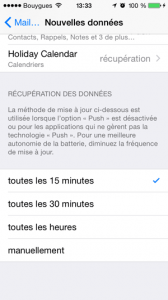 Bouygues 13:33 100 %
Mail... Nouvelles données
Contacts, Rappels, Notes et 3 de plus...
Holiday Calendar
récupération
Calendriers
RÉCUPÉRATION DES DONNÉES
La méthode de mise à jour ci-dessous est
utilisée lorsque l'option « Push » est désactivée
ou pour les applications qui ne gèrent pas la
technologie « Push ». Pour une meilleure
autonomie de la batterie, diminuez la fréquence
de mise à jour.
toutes les 15 minutes
toutes les 30 minutes
toutes les heures
manuellement